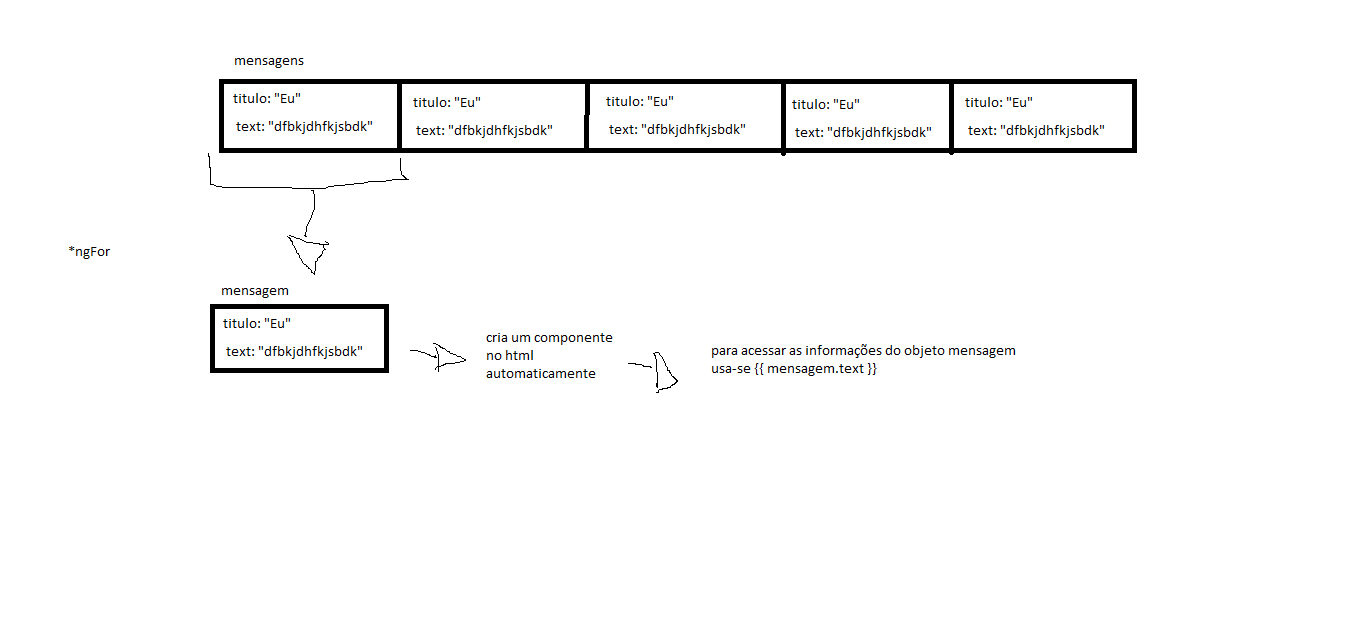 mensagens
titulo: "Eu"
text: "dfbkjdhfkjsbdk"
titulo: "Eu"
text: "dfbkjdhfkjsbdk"
titulo: "Eu"
text: "dfbkjdhfkjsbdk"
titulo: "Eu"
text: "dfbkjdhfkjsbdk"
titulo: "Eu"
text: "dfbkjdhfkjsbdk"
*ngFor
mensagem
titulo: "Eu"
text: "dfbkjdhfkjsbdk"
cria um componente
no html
automaticamente
para acessar as informações do objeto mensagem
usa-se {{ mensagem.text }}